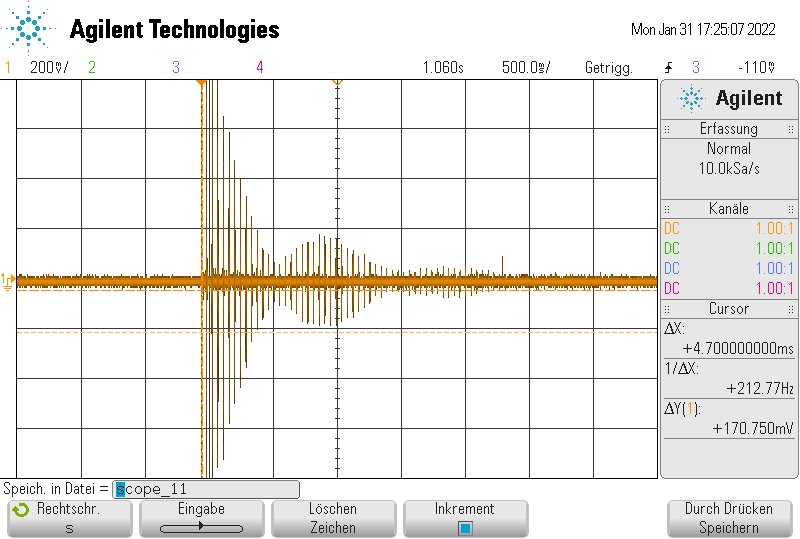 Agilent Technologies
Mon Jan 31 17:25:07 2022
1 200ᵐV/ 2 3 4 1.060s 500.0ᵐs/ Getrigg. 3 -110ᵐV
Agilent
Erfassung
Normal
10.0kSa/s
Kanäle
DC 1.00:1
DC 1.00:1
DC 1.00:1
DC 1.00:1
Cursor
ΔX:
+4.700000000ms
1/ΔX:
+212.77Hz
ΔY(1):
+170.750mV
1
Speich. in Datei = scope_11
Rechtschr.
s
Eingabe
Löschen
Zeichen
Inkrement
Durch Drücken
Speichern